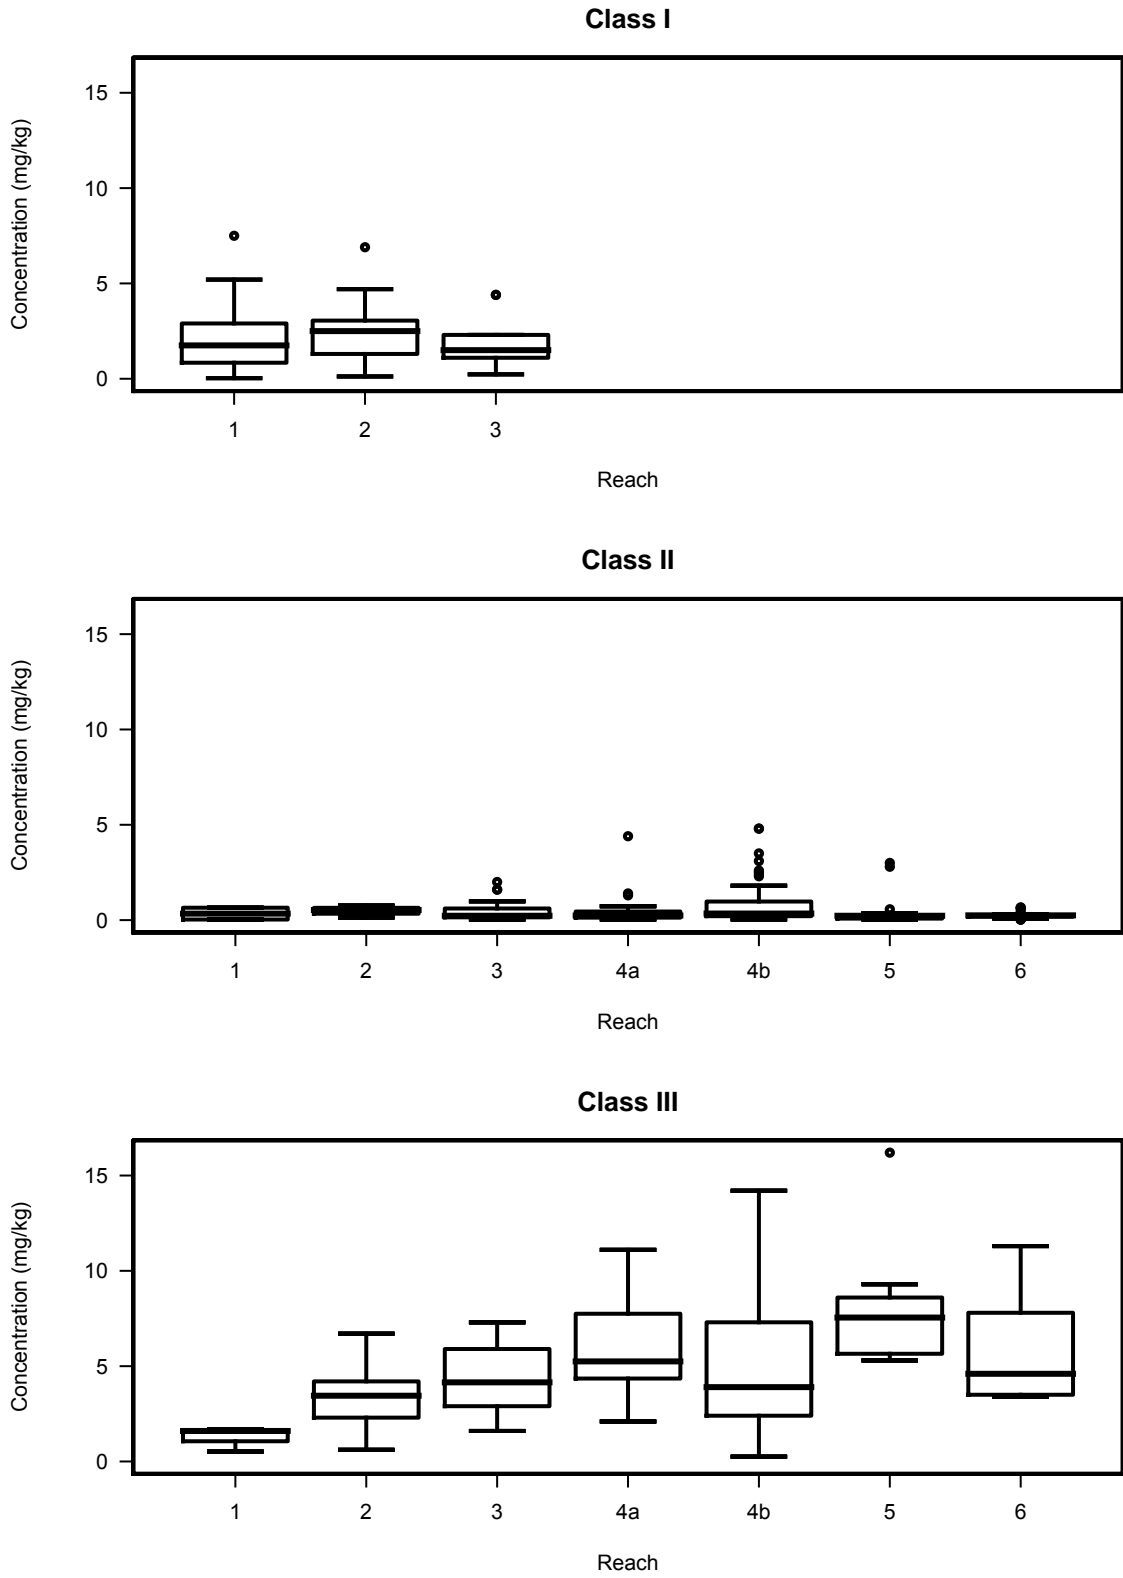 Class I
Concentration (mg/kg)
15
10
5
0
1 2 3
Reach
Class II
Concentration (mg/kg)
15
10
5
0
1 2 3 4a 4b 5 6
Reach
Class III
Concentration (mg/kg)
15
10
5
0
1 2 3 4a 4b 5 6
Reach